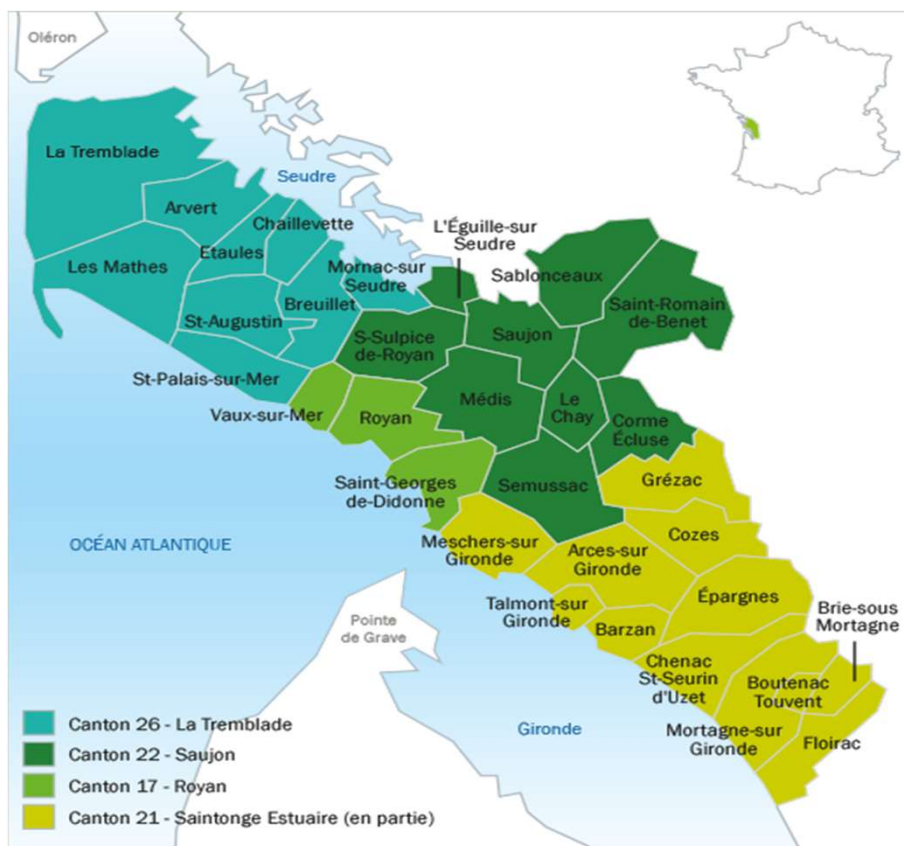 Oléron
La Tremblade
Seudre
Arvert
Chaillevette
L'Éguille-sur
Seudre
Etaules
Les Mathes
Mornac-sur
Seudre
Sablonceaux
Breuillet
Saint-Romain
de-Benet
St-Augustin
S-Sulpice
de-Royan
Saujon
St-Palais-sur-Mer
Médis
Le
Chay
Vaux-sur-Mer
Royan
Corme
Écluse
Saint-Georges
de-Didonne
Semussac
Grézac
OCÉAN ATLANTIQUE
Meschers-sur
Gironde
Arces-sur
Gironde
Cozes
Talmont-sur
Gironde
Épargnes
Brie-sous
Mortagne
Pointe
de Grave
Barzan
Chenac
St-Seurin
d'Uzet
Boutenac
Touvent
Mortagne-sur
Gironde
Floirac
Gironde
Canton 26 - La Tremblade
Canton 22 - Saujon
Canton 17 - Royan
Canton 21 - Saintonge Estuaire (en partie)